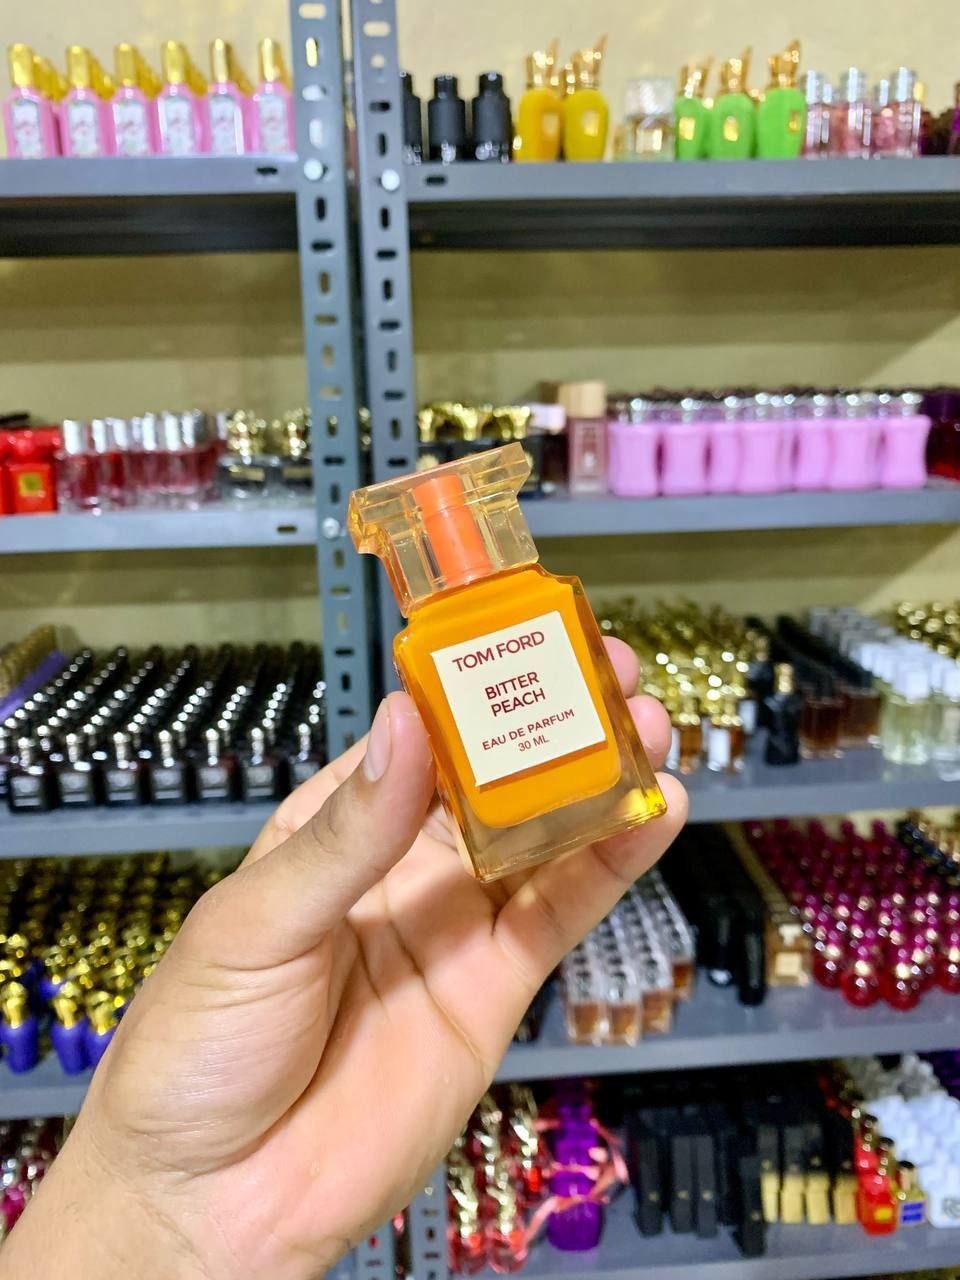 TOM FORD
BITTER
PEACH
EAU DE PARFUM
30 ML